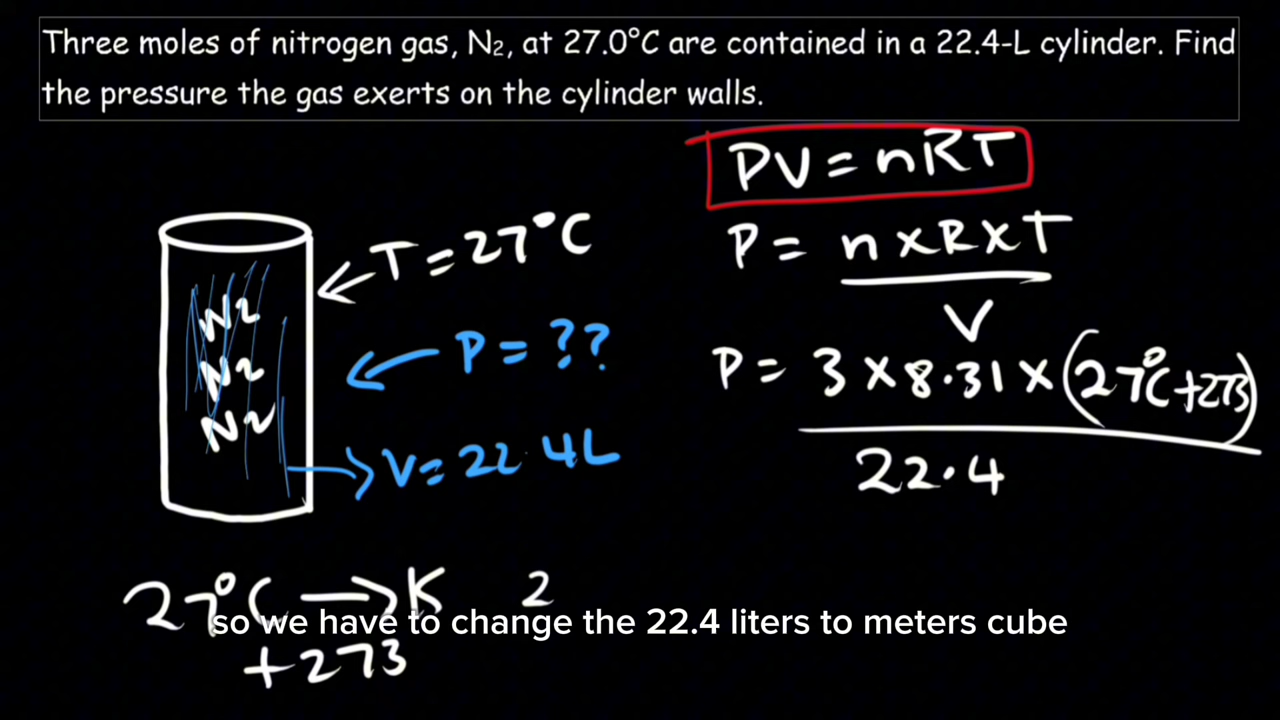 Three moles of nitrogen gas, N₂, at 27.0°C are contained in a 22.4-L cylinder. Find
the pressure the gas exerts on the cylinder walls.
PV = nRT
P = n×R×T
V
P = 3×8.31×(27°C+273)
22.4
T = 27°C
P = ??
V = 22.4L
N2
N2
N2
27°C → K 2
+273
so we have to change the 22.4 liters to meters cube